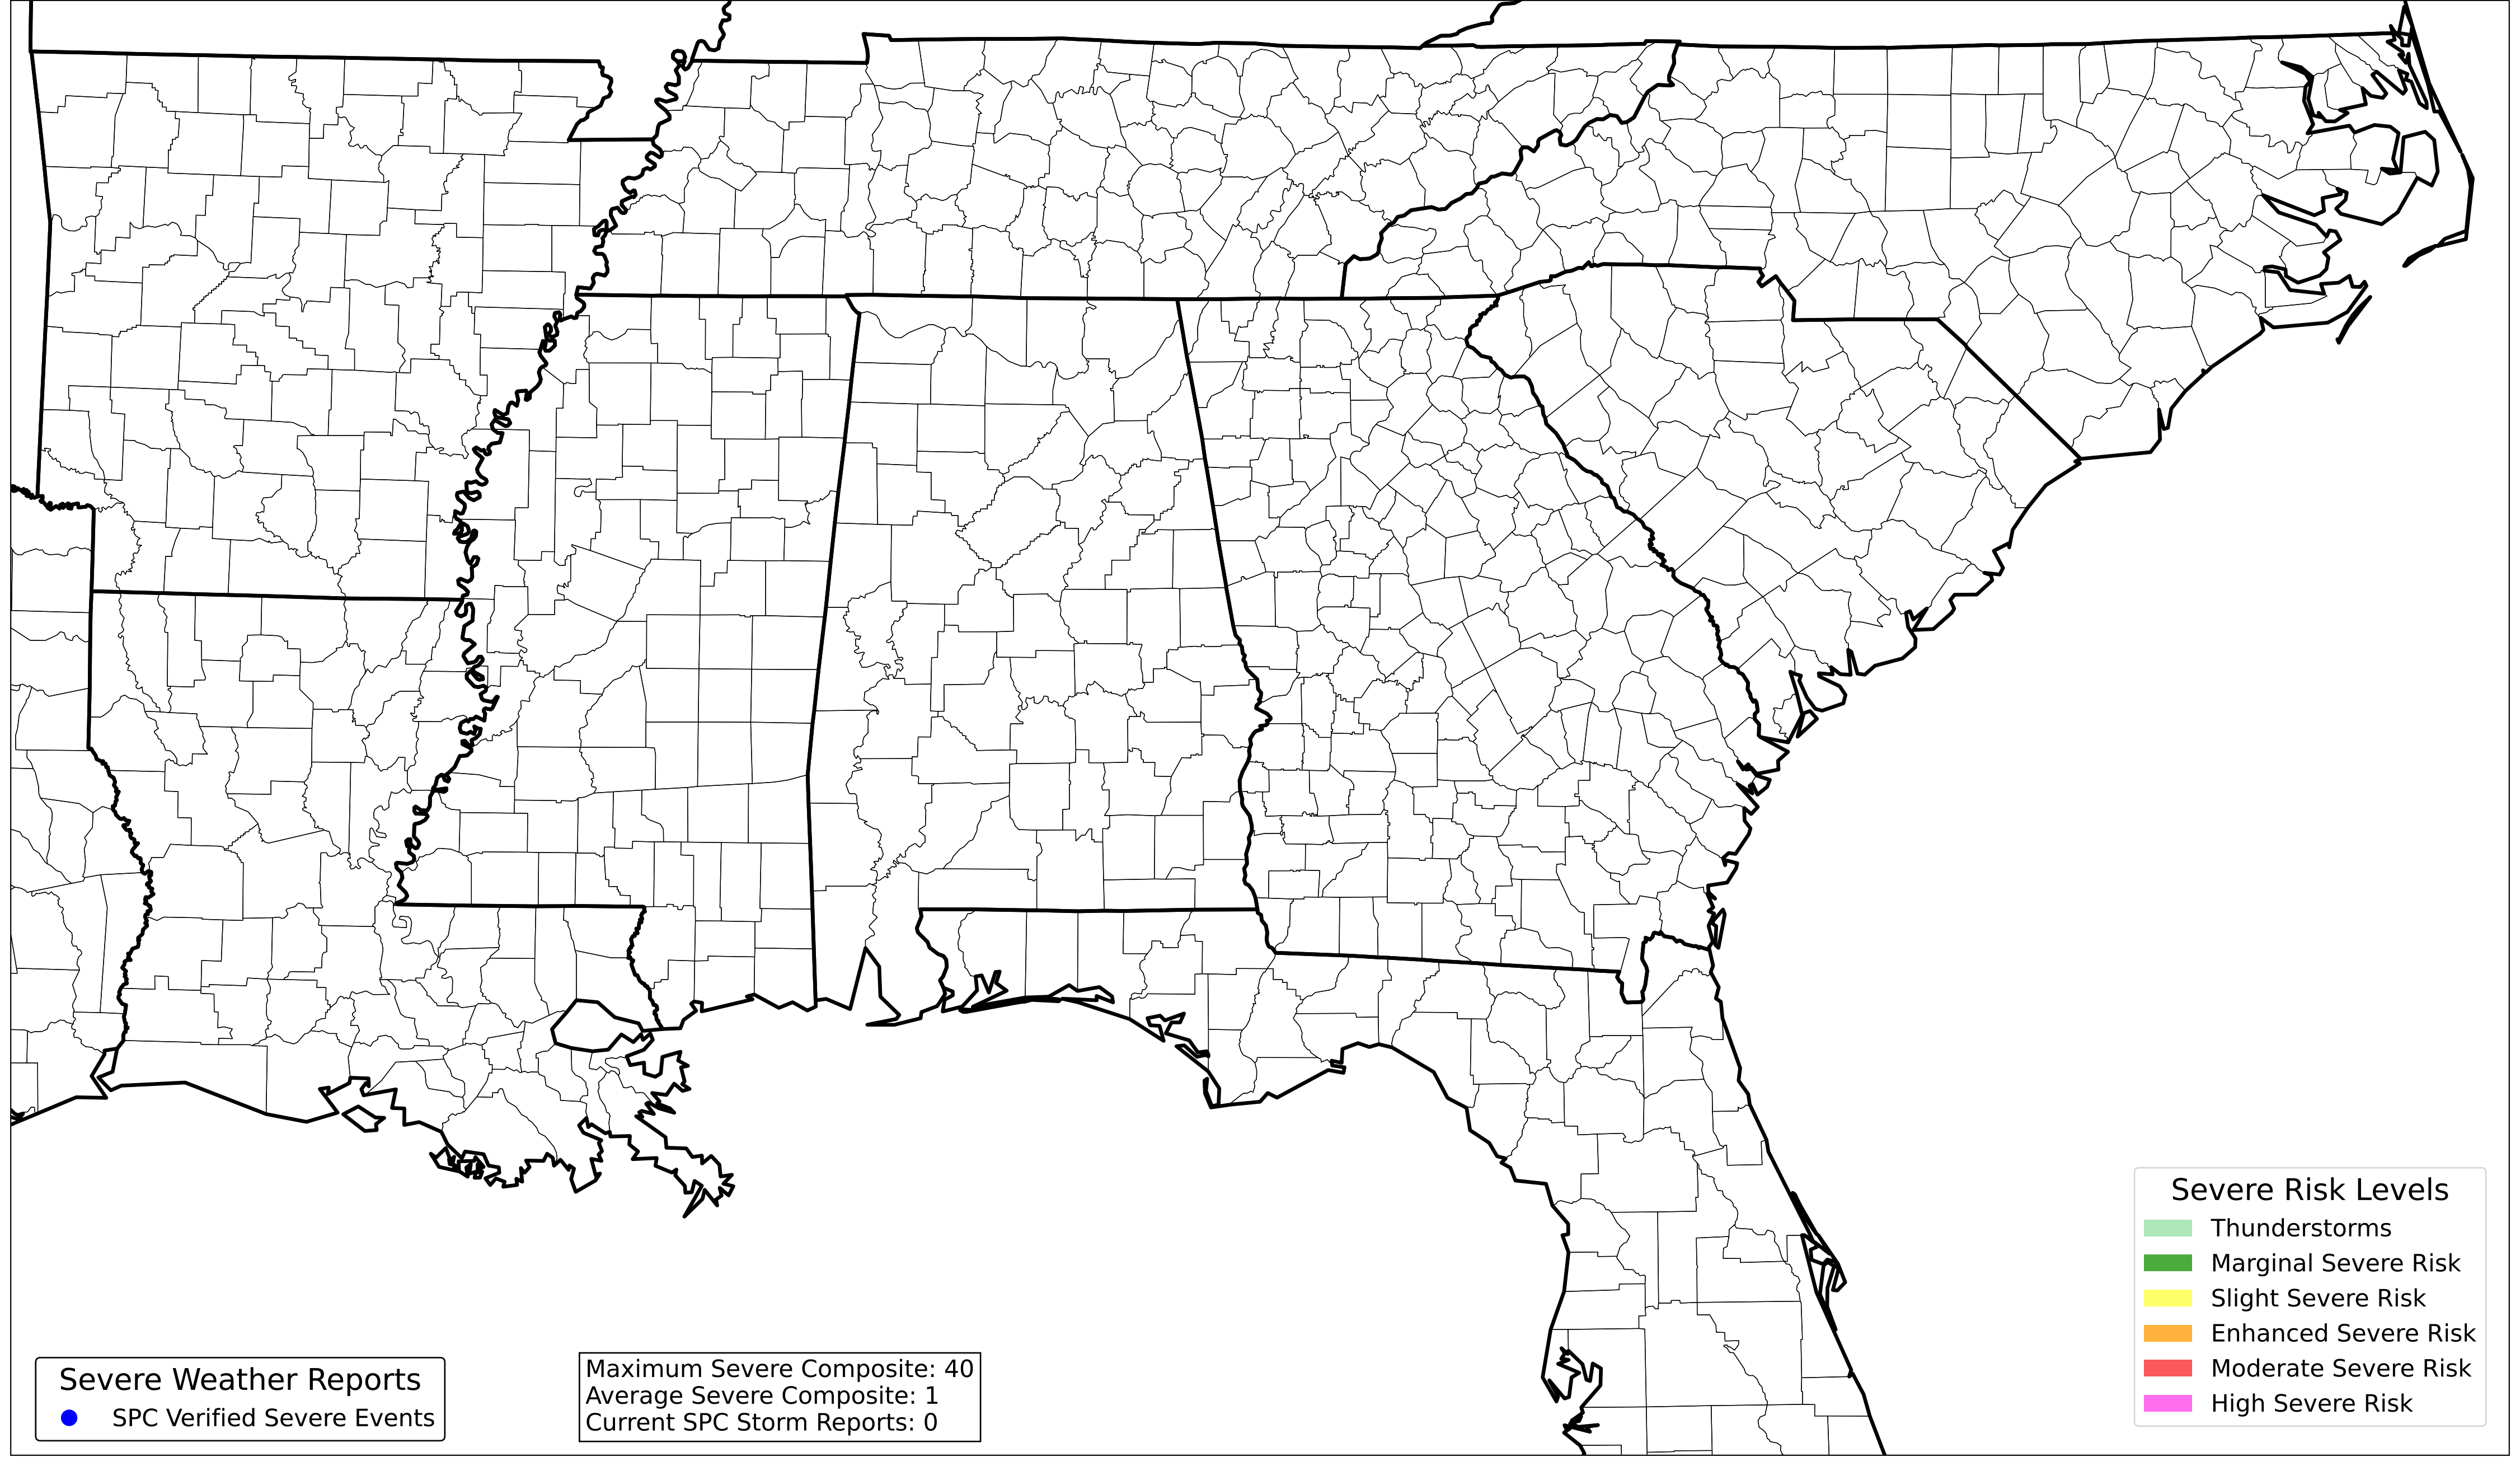 Severe Risk Levels
Thunderstorms
Marginal Severe Risk
Slight Severe Risk
Enhanced Severe Risk
Moderate Severe Risk
High Severe Risk
Severe Weather Reports
SPC Verified Severe Events
Maximum Severe Composite: 40
Average Severe Composite: 1
Current SPC Storm Reports: 0